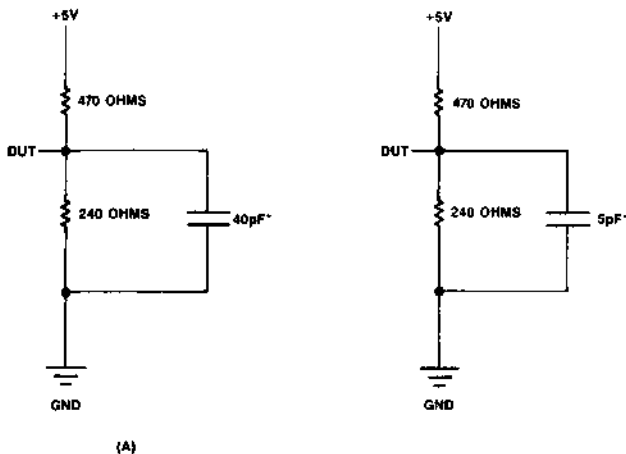 +5V
470 OHMS
DUT
240 OHMS
40pF*
GND
(A)
+5V
470 OHMS
DUT
240 OHMS
5pF*
GND